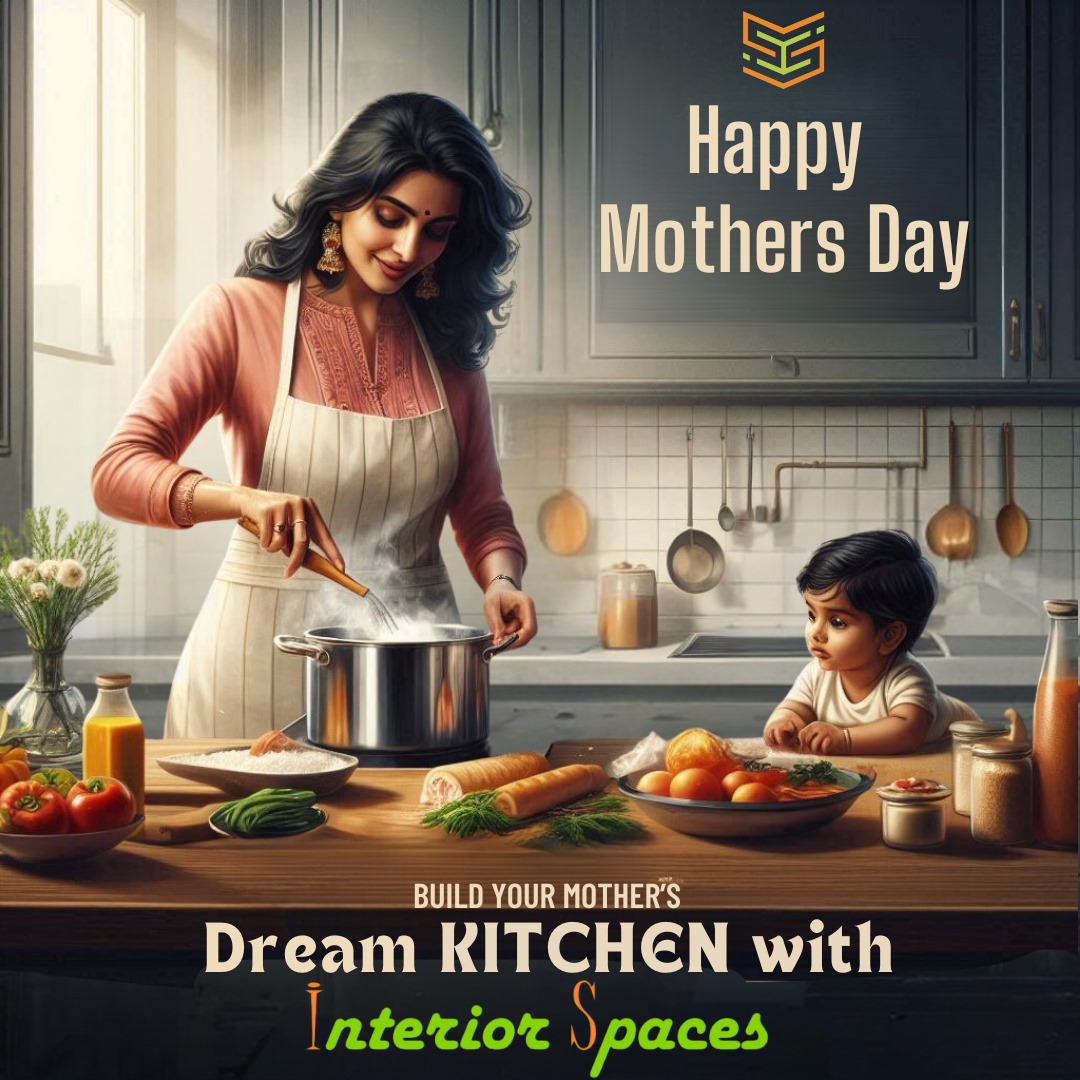 Happy
Mothers Day
BUILD YOUR MOTHER'S
Dream KITCHEN with
Interior Spaces